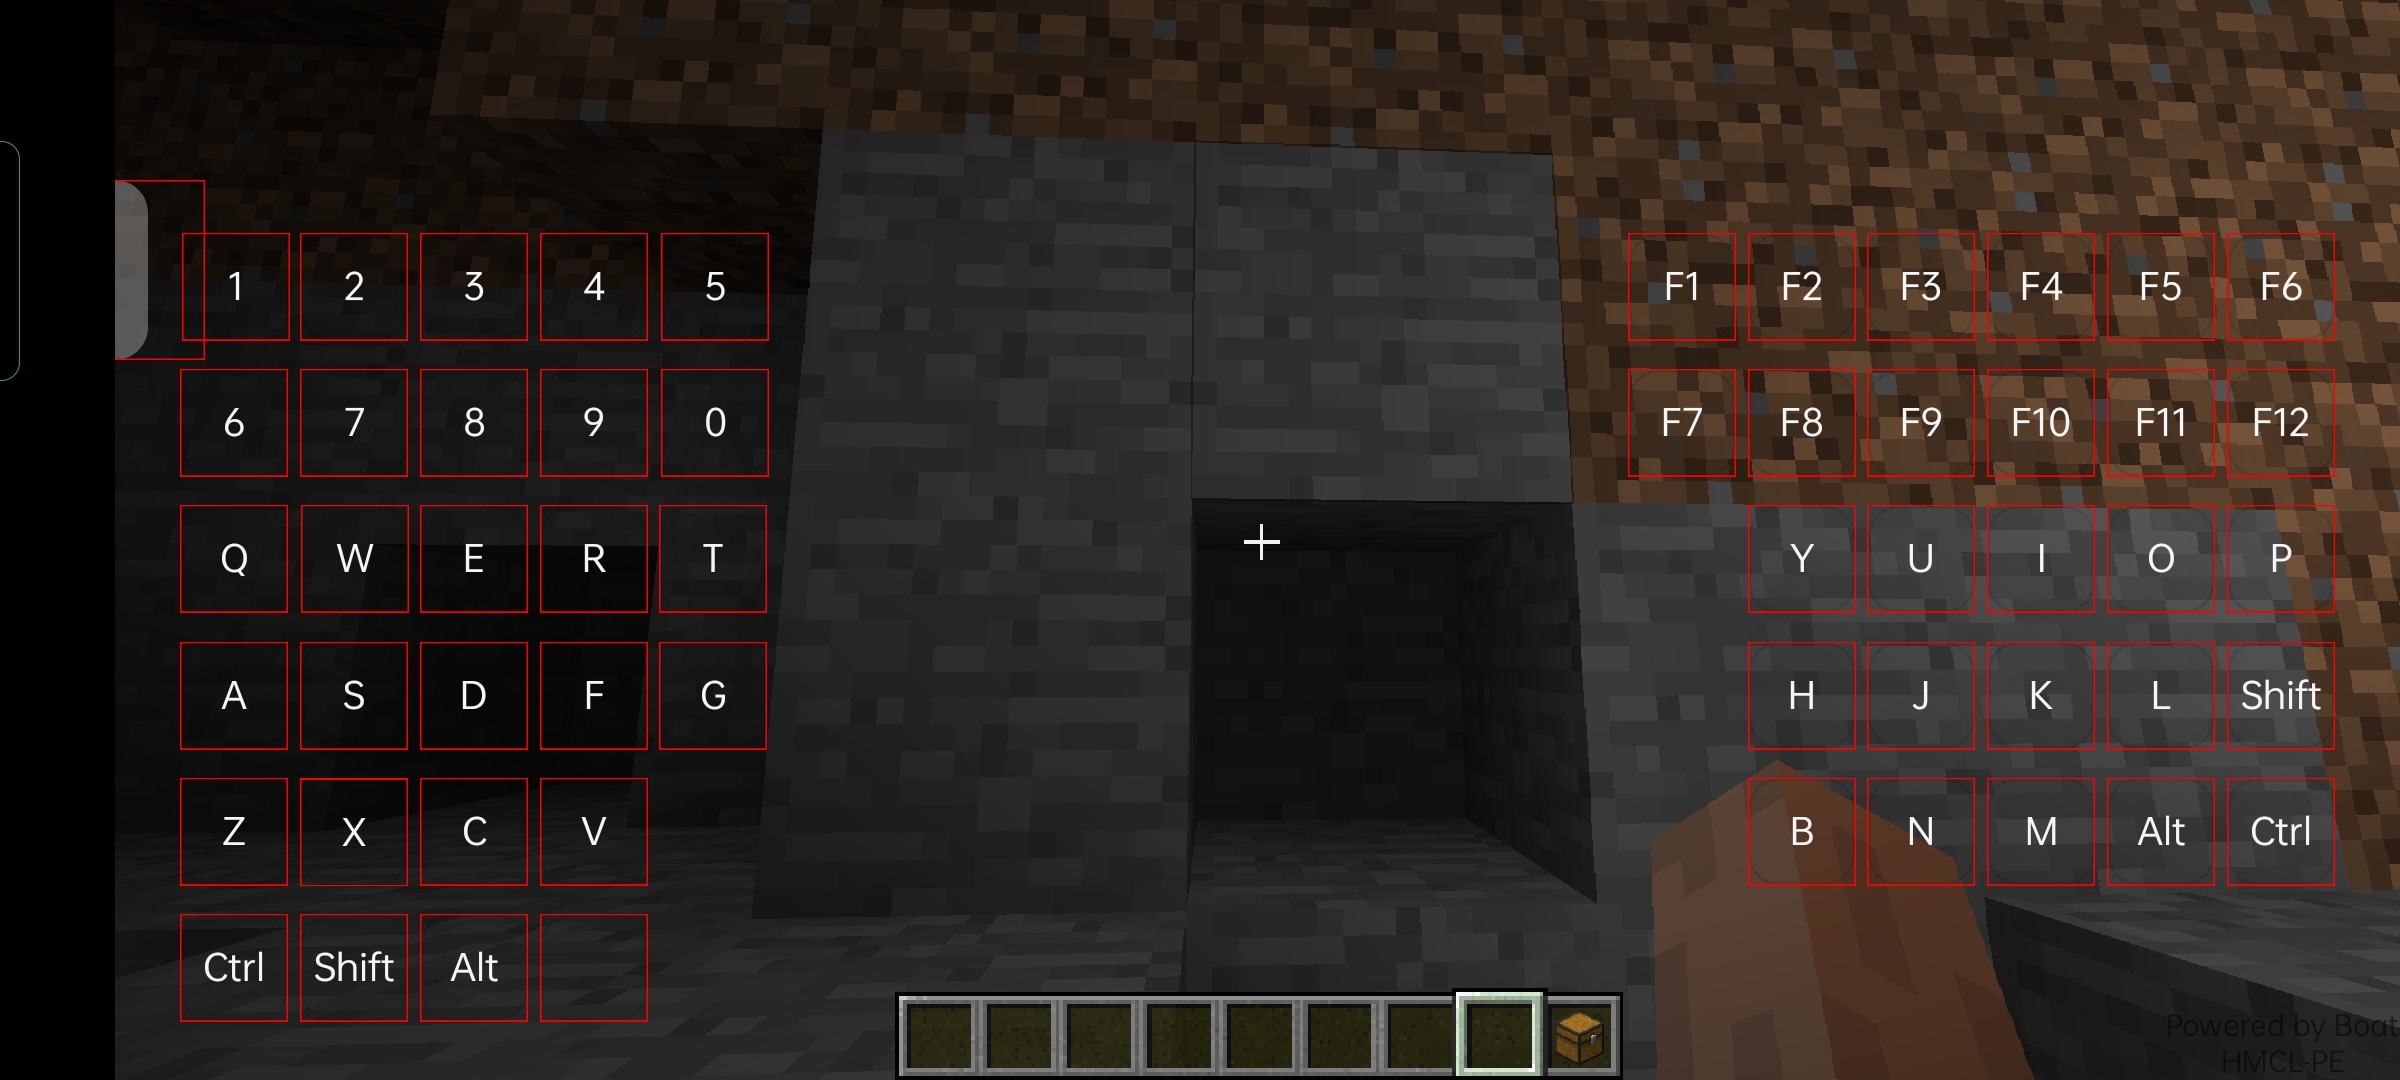 1 2 3 4 5 F1 F2 F3 F4 F5 F6
6 7 8 9 0 F7 F8 F9 F10 F11 F12
Q W E R T Y U I O P
A S D F G H J K L Shift
Z X C V B N M Alt Ctrl
Ctrl Shift Alt
Powered by Boat
HMCL-PE